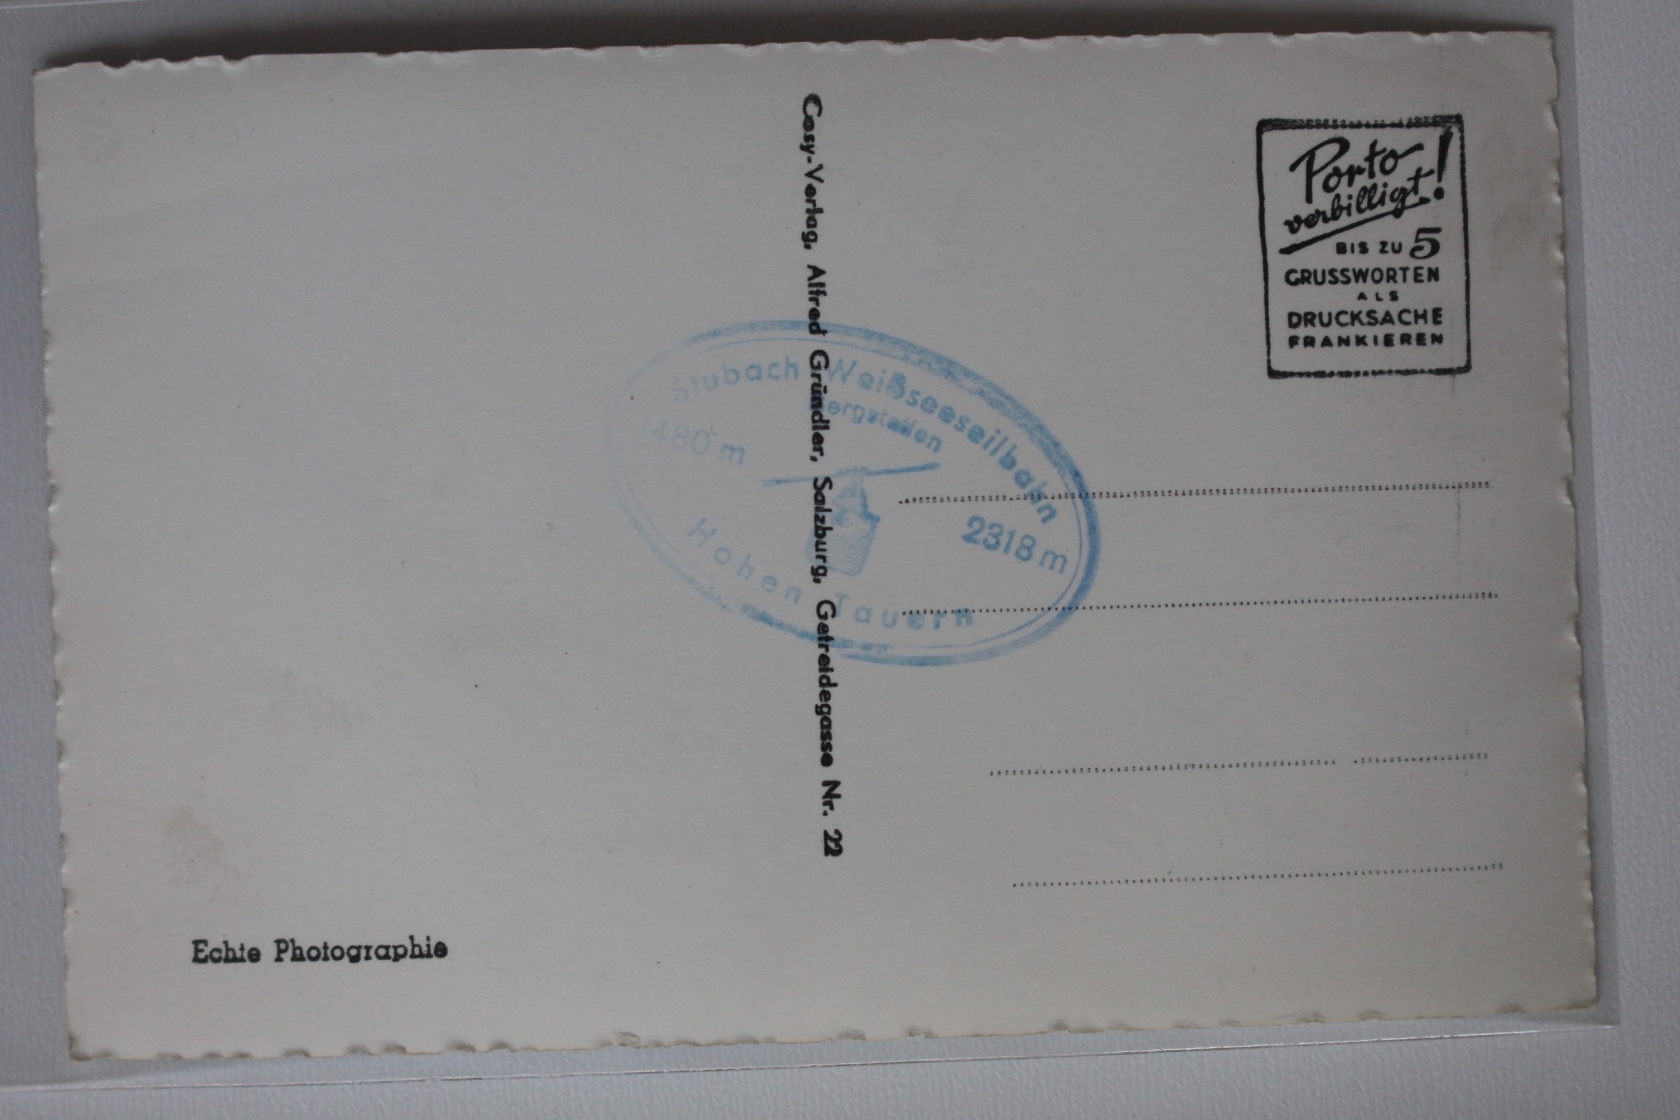 Cosy-Verlag, Alfred Gründler, Salzburg, Getreidegasse Nr. 22
Porto
verbilligt!
BIS ZU 5
GRUSSWORTEN
ALS
DRUCKSACHE
FRANKIEREN
Stubach Weißseeseilbahn
480 m
2318 m
Hohen Tauern
Echte Photographie